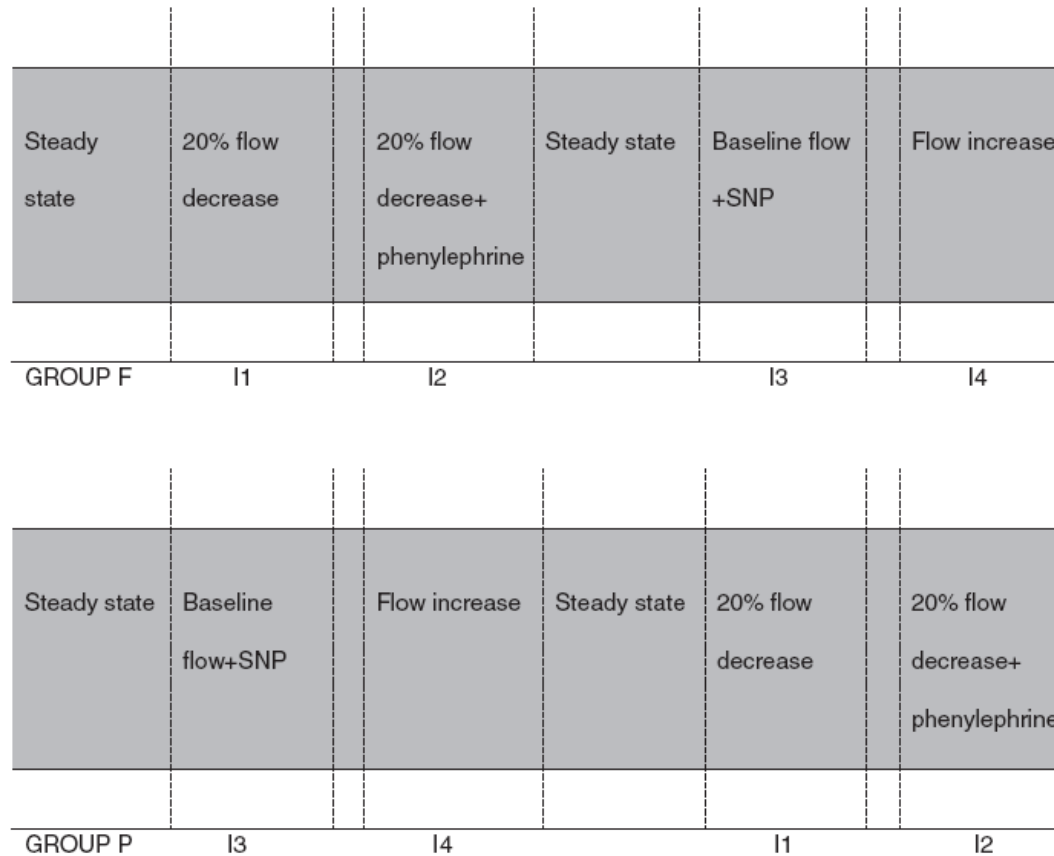 Steady
state
20% flow
decrease
20% flow
decrease+
phenylephrine
Steady state
Baseline flow
+SNP
Flow increase
GROUP F
I1
I2
I3
I4
Steady state
Baseline
flow+SNP
Flow increase
Steady state
20% flow
decrease
20% flow
decrease+
phenylephrine
GROUP P
I3
I4
I1
I2